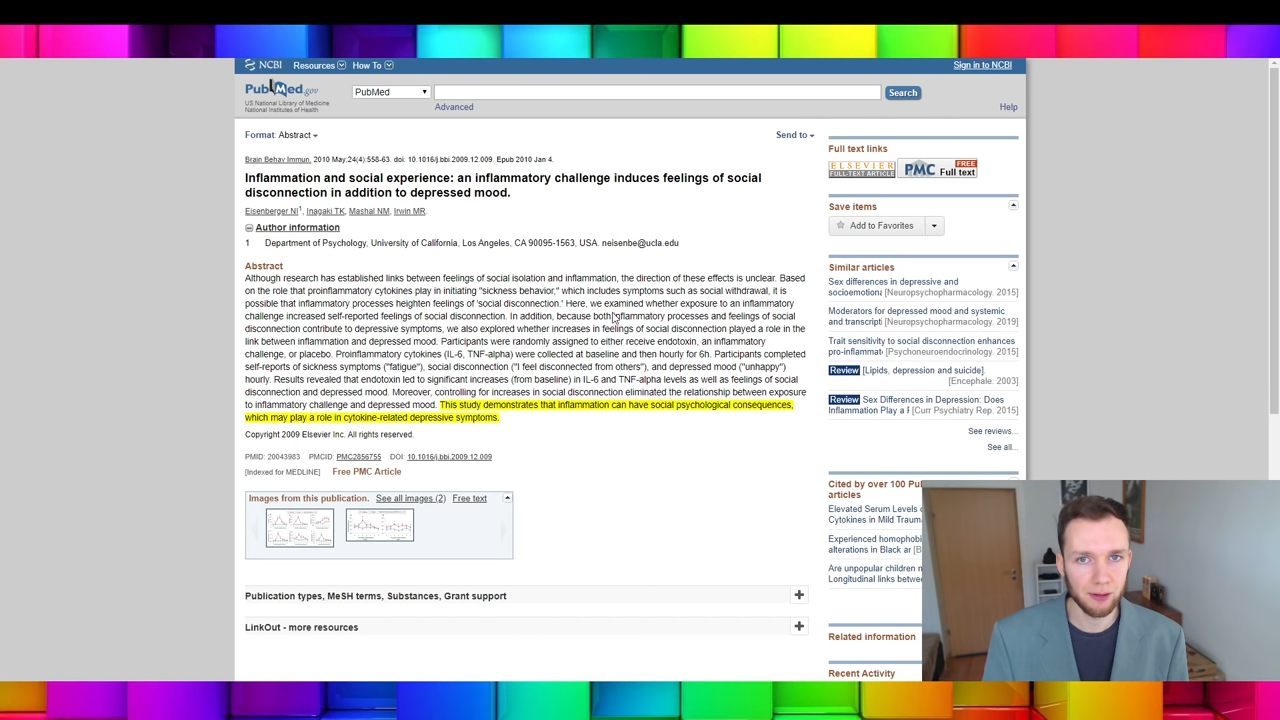 NCBI Resources How To Sign in to NCBI
PubMed.gov
US National Library of Medicine
National Institutes of Health
PubMed Search
Advanced Help
Format: Abstract Send to
Brain Behav Immun. 2010 May;24(4):558-63. doi: 10.1016/j.bbi.2009.12.009. Epub 2010 Jan 4.
Inflammation and social experience: an inflammatory challenge induces feelings of social
disconnection in addition to depressed mood.
Eisenberger NI1, Inagaki TK, Mashal NM, Irwin MR.
Author information
1 Department of Psychology, University of California, Los Angeles, CA 90095-1563, USA. neisenbe@ucla.edu
Abstract
Although research has established links between feelings of social isolation and inflammation, the direction of these effects is unclear. Based
on the role that proinflammatory cytokines play in initiating "sickness behavior," which includes symptoms such as social withdrawal, it is
possible that inflammatory processes heighten feelings of 'social disconnection.' Here, we examined whether exposure to an inflammatory
challenge increased self-reported feelings of social disconnection. In addition, because both inflammatory processes and feelings of social
disconnection contribute to depressive symptoms, we also explored whether increases in feelings of social disconnection played a role in the
link between inflammation and depressed mood. Participants were randomly assigned to either receive endotoxin, an inflammatory
challenge, or placebo. Proinflammatory cytokines (IL-6, TNF-alpha) were collected at baseline and then hourly for 6h. Participants completed
self-reports of sickness symptoms ("fatigue"), social disconnection ("I feel disconnected from others"), and depressed mood ("unhappy")
hourly. Results revealed that endotoxin led to significant increases (from baseline) in IL-6 and TNF-alpha levels as well as feelings of social
disconnection and depressed mood. Moreover, controlling for increases in social disconnection eliminated the relationship between exposure
to inflammatory challenge and depressed mood. This study demonstrates that inflammation can have social psychological consequences,
which may play a role in cytokine-related depressive symptoms.
Copyright 2009 Elsevier Inc. All rights reserved.
PMID: 20043983 PMCID: PMC2856755 DOI: 10.1016/j.bbi.2009.12.009
[Indexed for MEDLINE] Free PMC Article
Images from this publication. See all images (2) Free text
Publication types, MeSH terms, Substances, Grant support
LinkOut - more resources
Full text links
ELSEVIER
FULL-TEXT ARTICLE
PMC FREE
Full text
Save items
Add to Favorites
Similar articles
Sex differences in depressive and
socioemotiona [Neuropsychopharmacology. 2015]
Moderators for depressed mood and systemic
and transcripti [Neuropsychopharmacology. 2019]
Trait sensitivity to social disconnection enhances
pro-inflammat [Psychoneuroendocrinology. 2015]
Review [Lipids, depression and suicide].
[Encephale. 2003]
Review Sex Differences in Depression: Does
Inflammation Play a F [Curr Psychiatry Rep. 2015]
See reviews...
See all...
Cited by over 100 Pu
articles
Elevated Serum Levels
Cytokines in Mild Traum
Experienced homophobi
alterations in Black ar [B
Are unpopular children
Longitudinal links betwe
Related information
Recent Activity